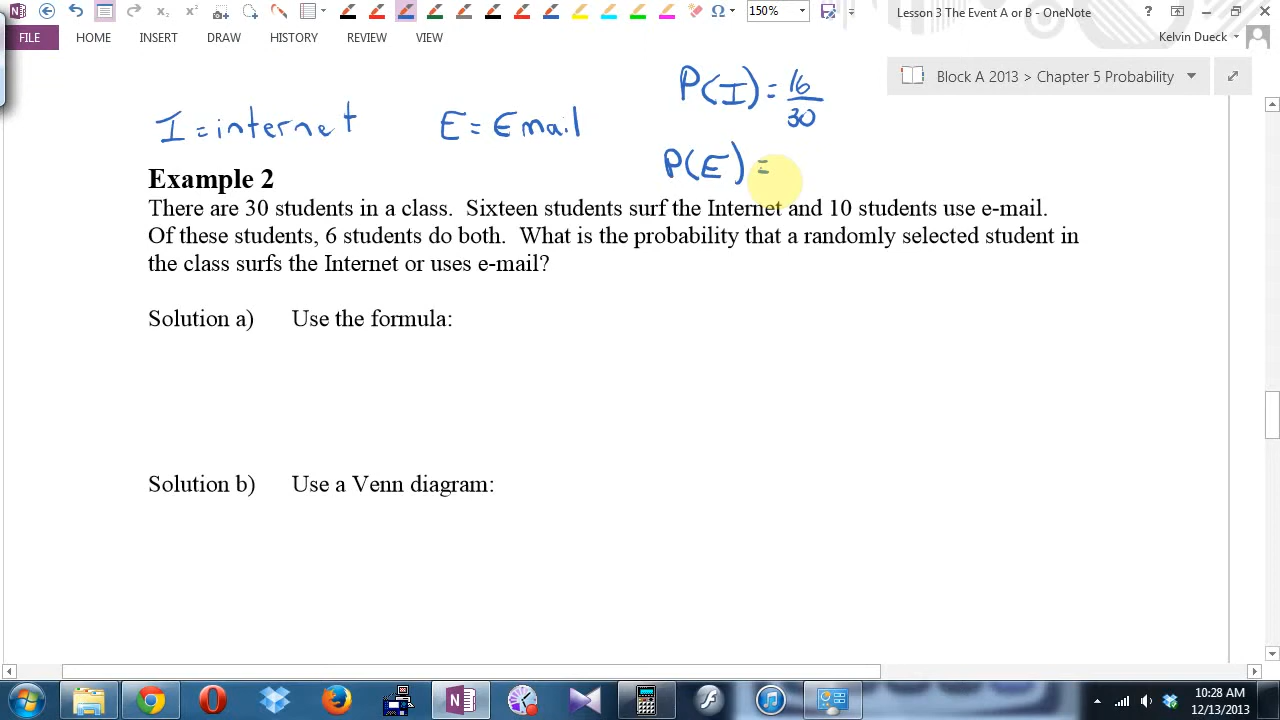 150%
Lesson 3 The Event A or B - OneNote
FILE HOME INSERT DRAW HISTORY REVIEW VIEW
Kelvin Dueck
Block A 2013 > Chapter 5 Probability
P(I) = 16/30
I = internet E = Email
P(E) =
Example 2
There are 30 students in a class. Sixteen students surf the Internet and 10 students use e-mail.
Of these students, 6 students do both. What is the probability that a randomly selected student in
the class surfs the Internet or uses e-mail?
Solution a) Use the formula:
Solution b) Use a Venn diagram:
10:28 AM
12/13/2013